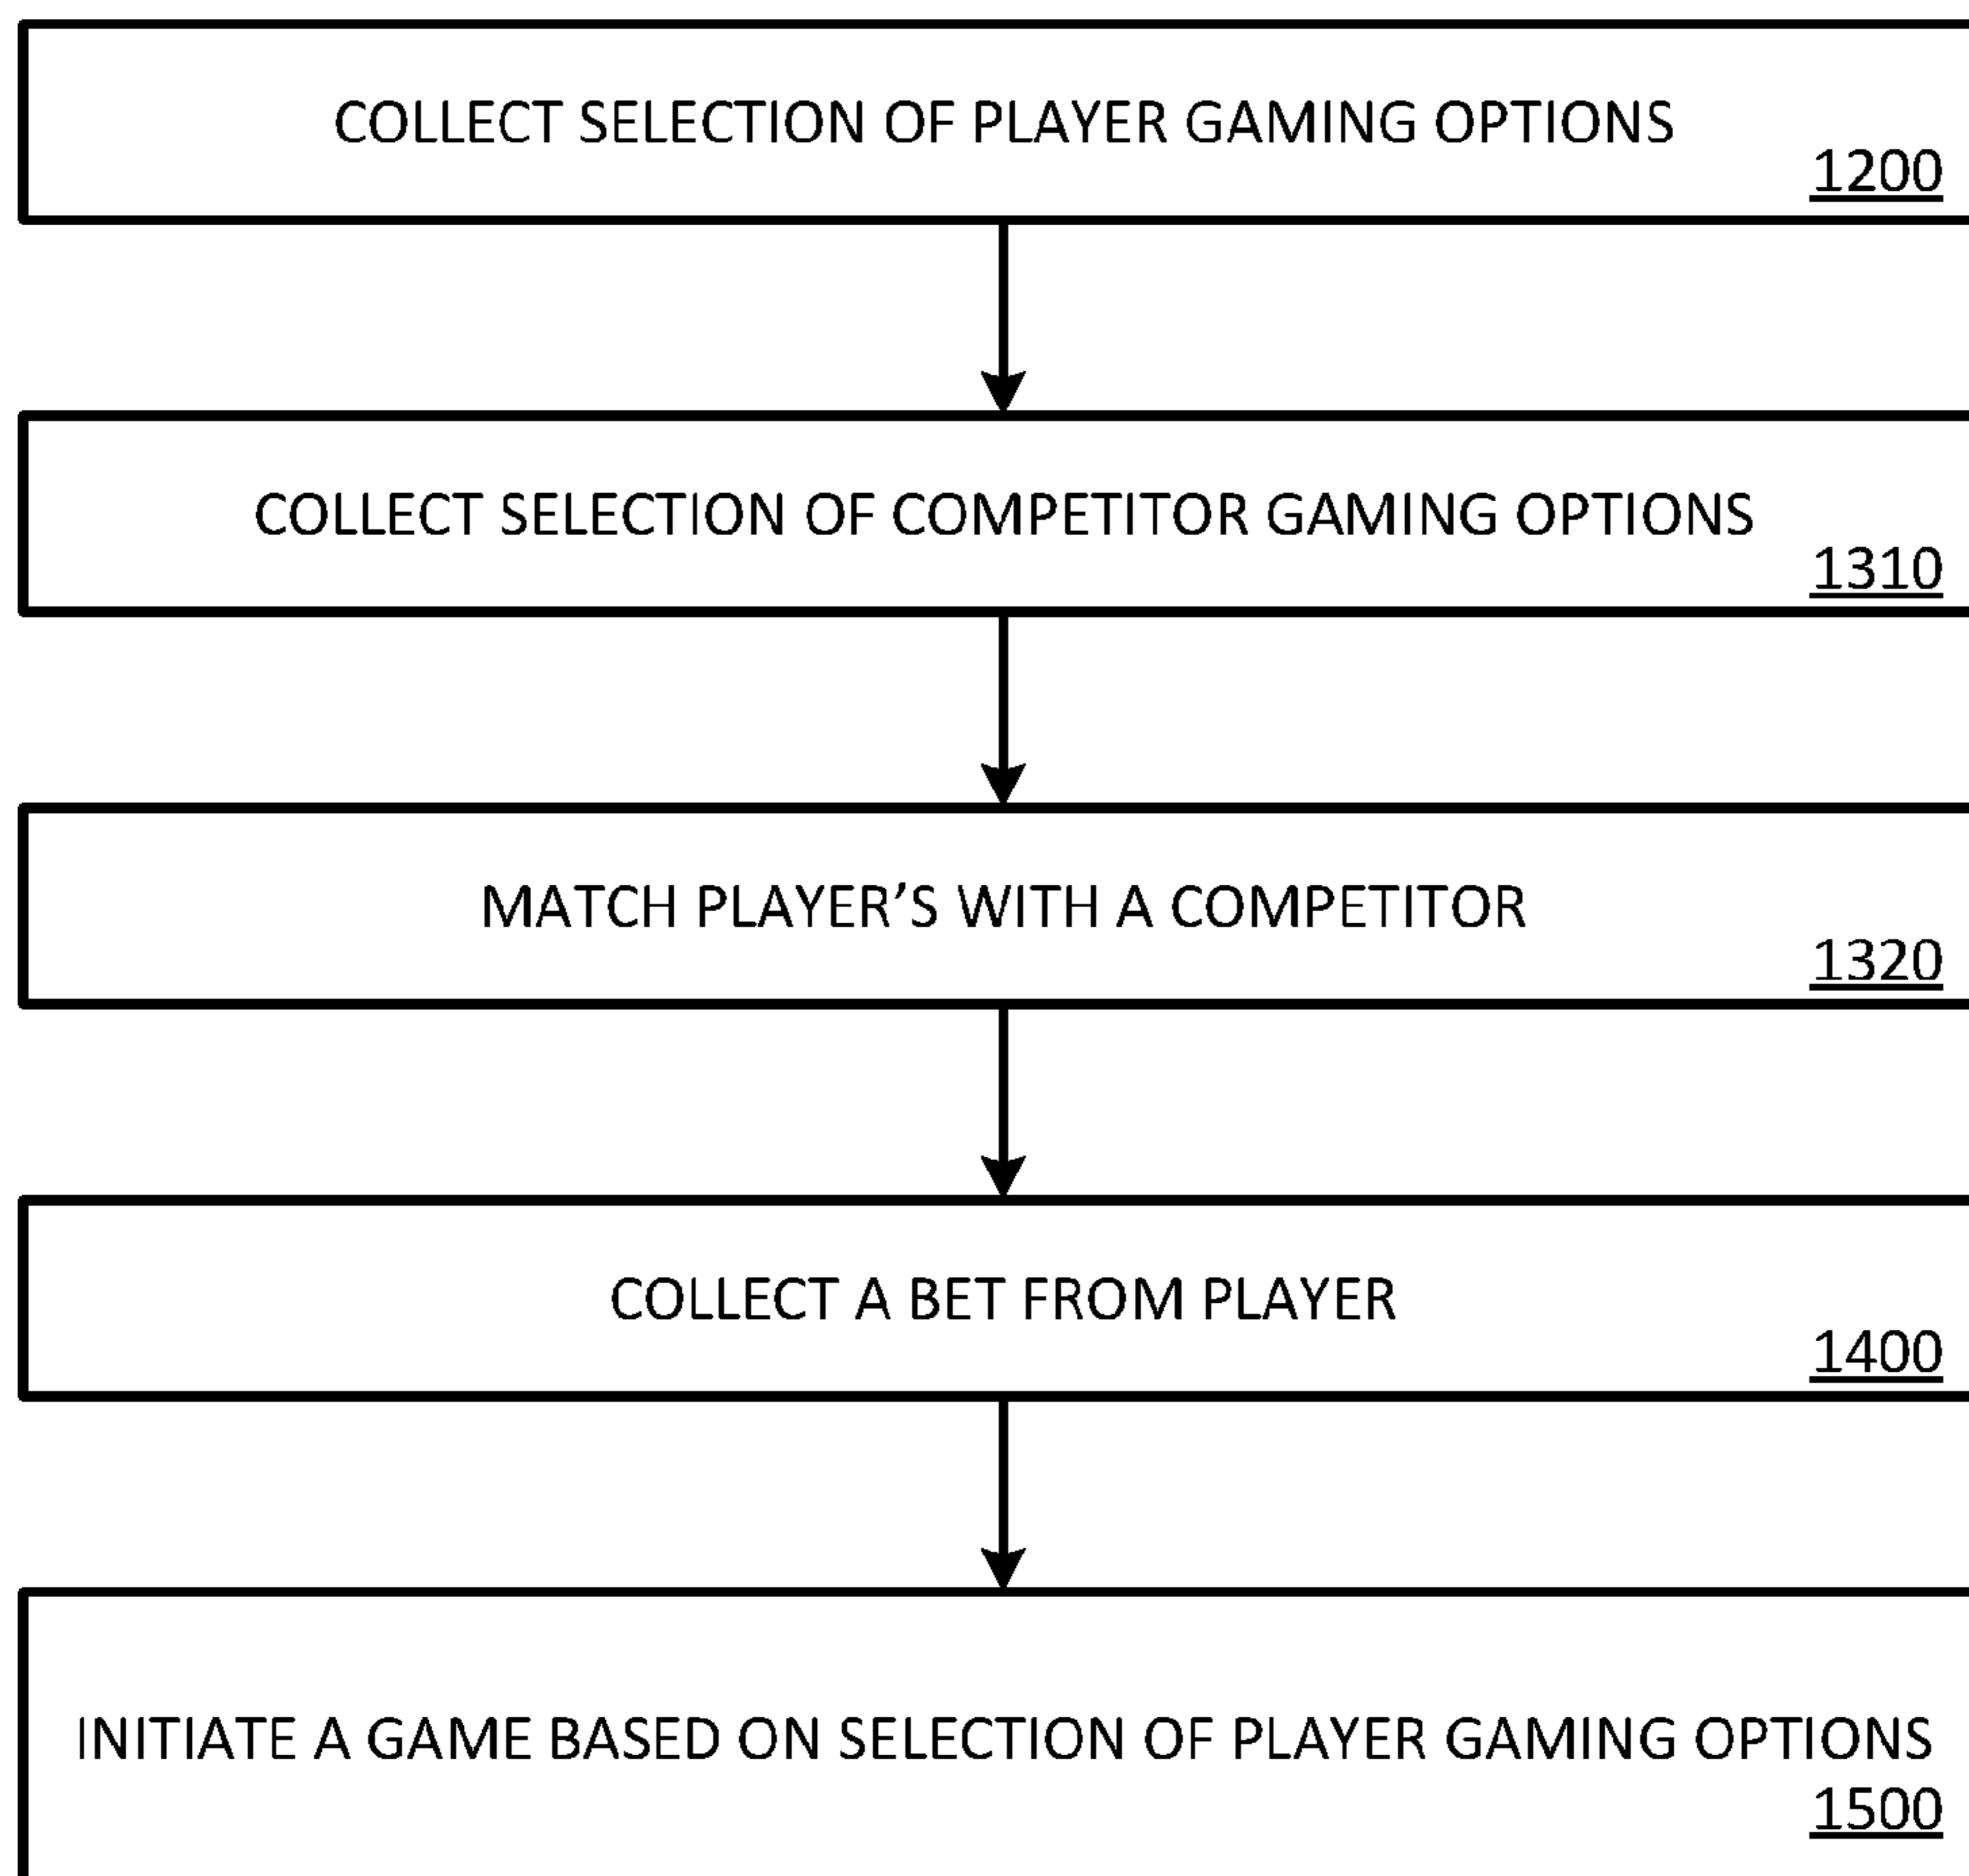 COLLECT SELECTION OF PLAYER GAMING OPTIONS
1200
COLLECT SELECTION OF COMPETITOR GAMING OPTIONS
1310
MATCH PLAYER’S WITH A COMPETITOR
1320
COLLECT A BET FROM PLAYER
1400
INITIATE A GAME BASED ON SELECTION OF PLAYER GAMING OPTIONS
1500